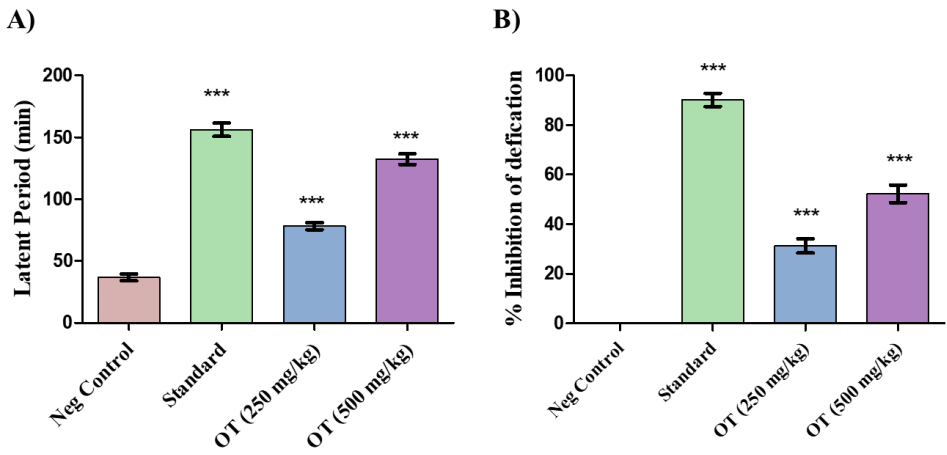 A)
Latent Period (min)
200
150
100
50
0
***
***
***
Neg Control
Standard
OT (250 mg/kg)
OT (500 mg/kg)
B)
% Inhibition of defication
100
80
60
40
20
0
***
***
***
Neg Control
Standard
OT (250 mg/kg)
OT (500 mg/kg)